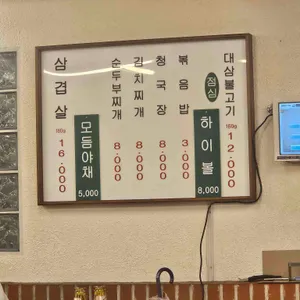 삼겹살 180g 16,000
모듬야채 5,000
순두부찌개 8,000
김치찌개 8,000
청국장 8,000
볶음밥 3,000
점심
하이볼 8,000
대삼불고기 180g 12,000